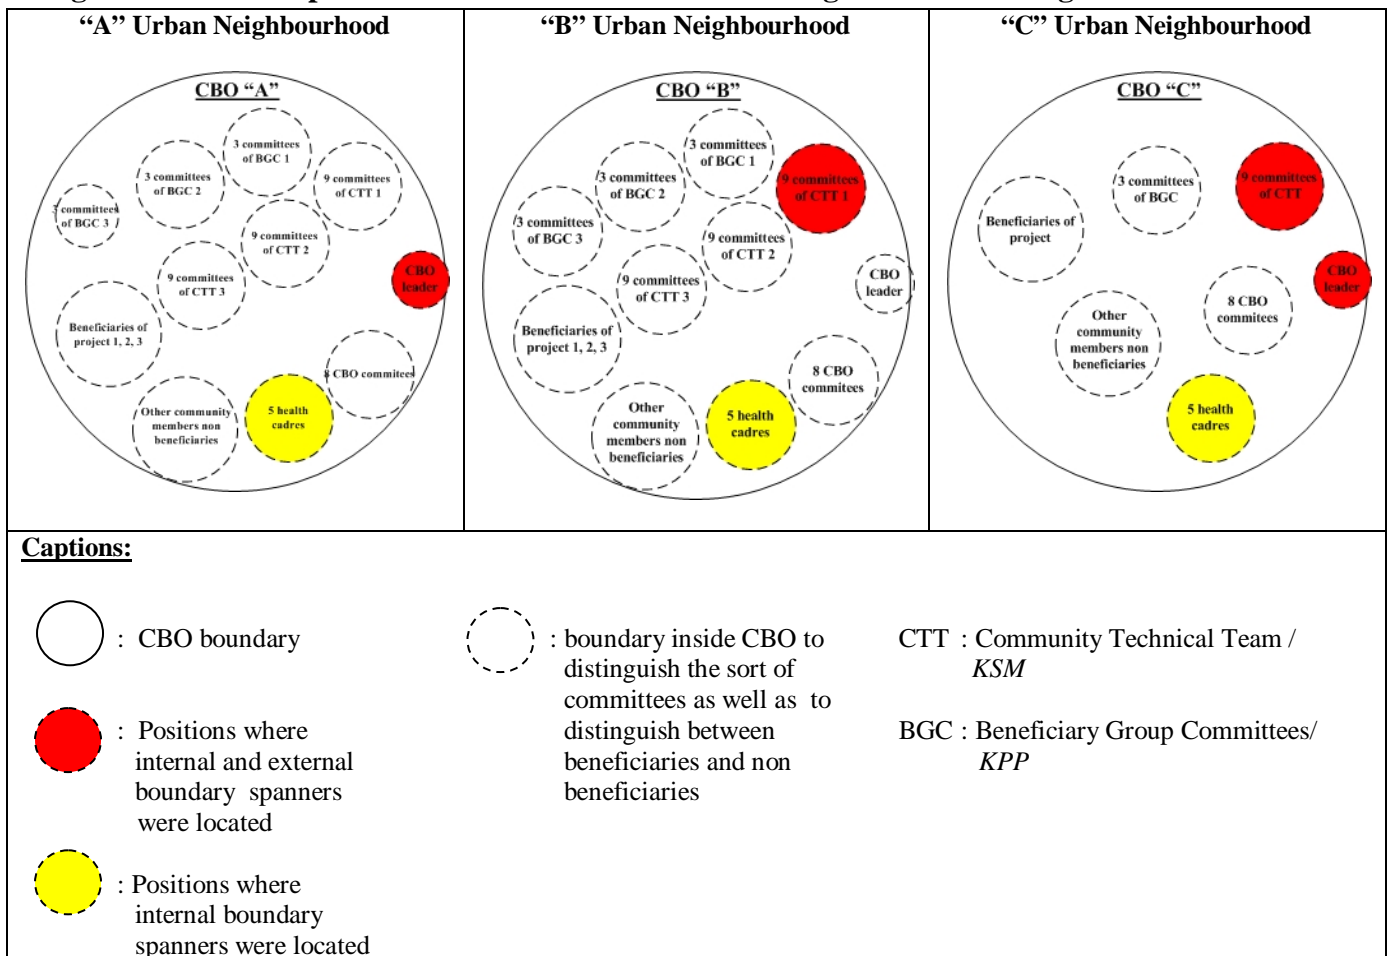 “A” Urban Neighbourhood
“B” Urban Neighbourhood
“C” Urban Neighbourhood
CBO “A”
3 committees
of BGC 1
3 committees
of BGC 2
9 committees
of CTT 1
3 committees
of BGC 3
9 committees
of CTT 2
9 committees
of CTT 3
CBO
leader
Beneficiaries of
project 1, 2, 3
8 CBO commitees
Other community
members non
beneficiaries
5 health
cadres
CBO “B”
3 committees
of BGC 1
3 committees
of BGC 2
9 committees
of CTT 1
3 committees
of BGC 3
9 committees
of CTT 2
9 committees
of CTT 3
CBO
leader
Beneficiaries of
project 1, 2, 3
8 CBO
commitees
Other
community
members non
beneficiaries
5 health
cadres
CBO “C”
3 committees
of BGC
9 committees
of CTT
Beneficiaries of
project
CBO
leader
8 CBO
commitees
Other
community
members non
beneficiaries
5 health
cadres
Captions:
: CBO boundary
: Positions where
internal and external
boundary spanners
were located
: Positions where
internal boundary
spanners were located
: boundary inside CBO to
distinguish the sort of
committees as well as to
distinguish between
beneficiaries and non
beneficiaries
CTT : Community Technical Team /
KSM
BGC : Beneficiary Group Committees/
KPP